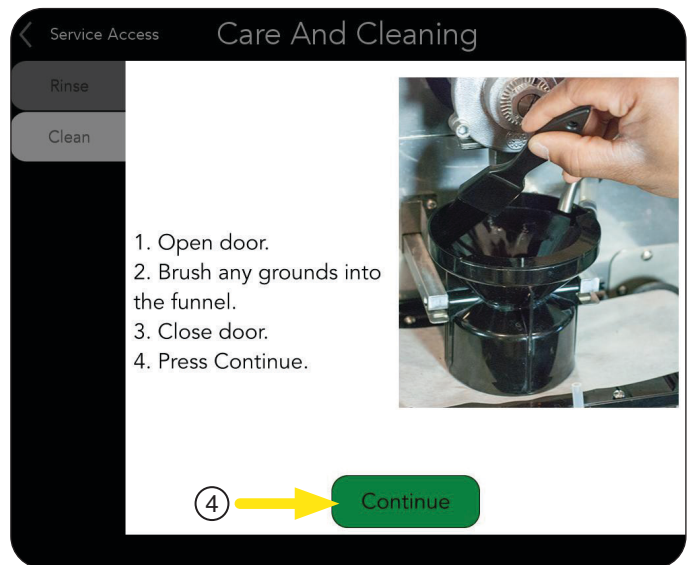 Service Access
Care And Cleaning
Rinse
Clean
1. Open door.
2. Brush any grounds into
the funnel.
3. Close door.
4. Press Continue.
4
Continue